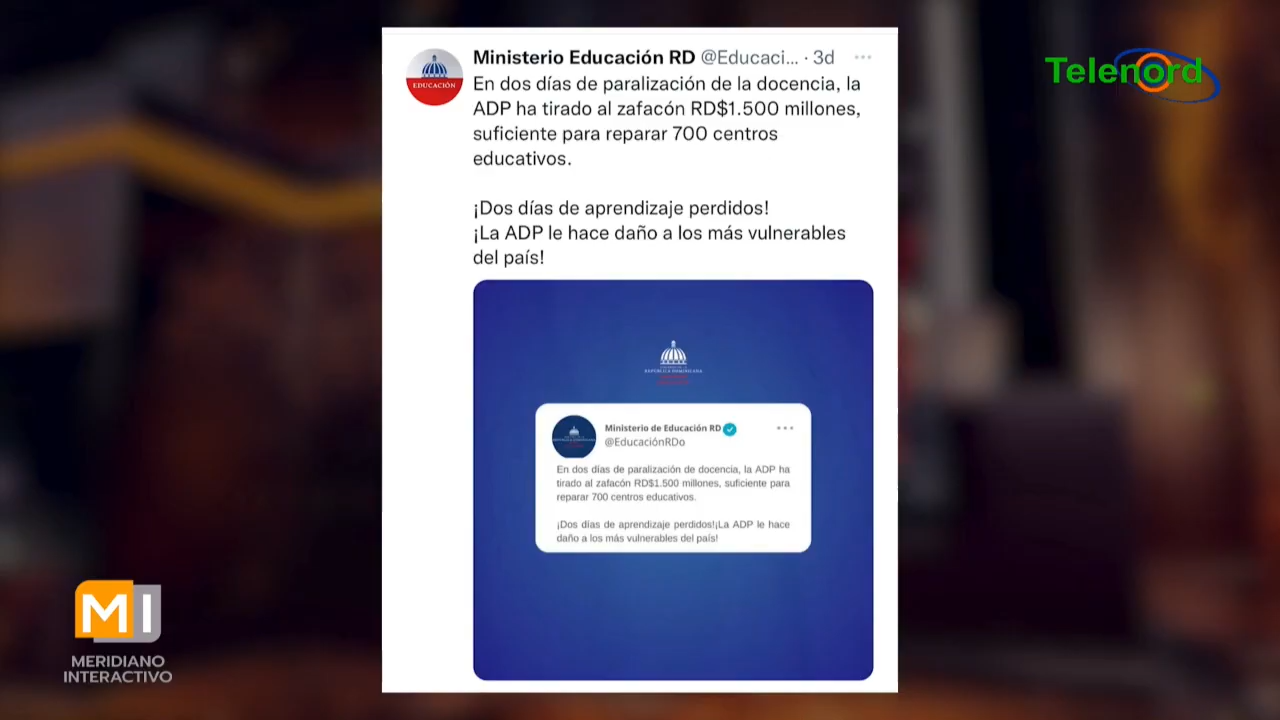 Ministerio Educación RD @Educaci... · 3d ...
En dos días de paralización de la docencia, la
ADP ha tirado al zafacón RD$1.500 millones,
suficiente para reparar 700 centros
educativos.
¡Dos días de aprendizaje perdidos!
¡La ADP le hace daño a los más vulnerables
del país!
EDUCACIÓN
Telenord
REPÚBLICA DOMINICANA
Ministerio de Educación RD
@EducaciónRDo
En dos días de paralización de docencia, la ADP ha
tirado al zafacón RD$1.500 millones, suficiente para
reparar 700 centros educativos.
¡Dos días de aprendizaje perdidos!¡La ADP le hace
daño a los más vulnerables del país!
MI
MERIDIANO
INTERACTIVO